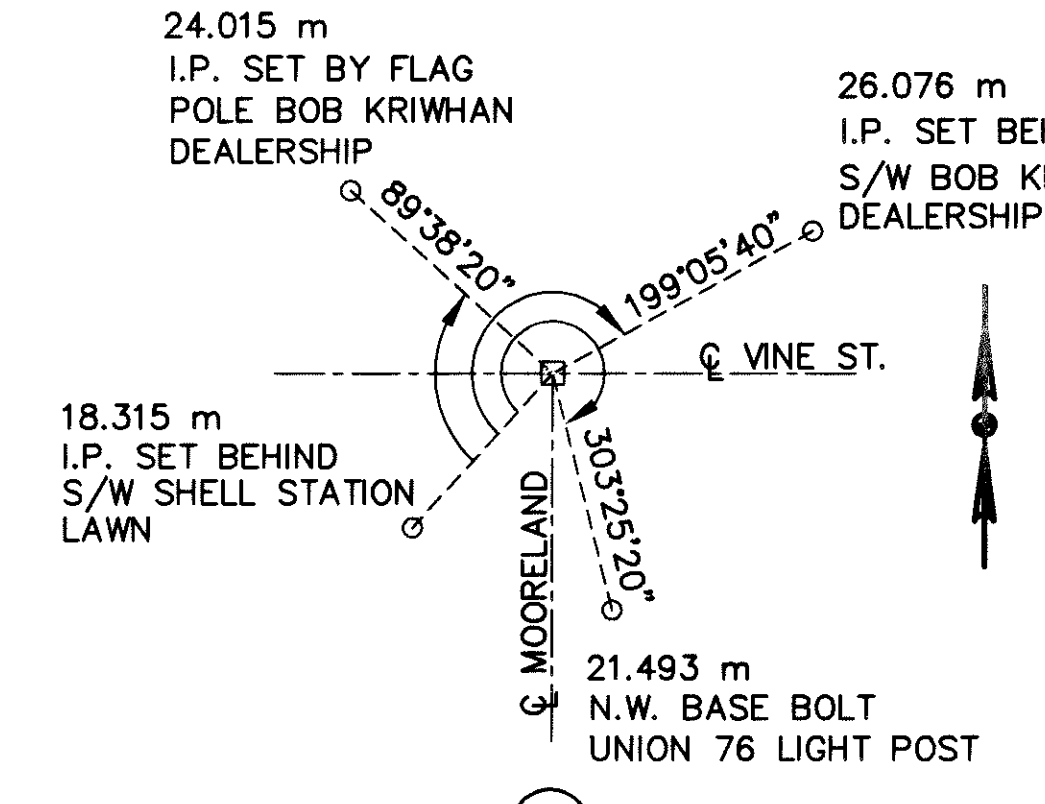 24.015 m
I.P. SET BY FLAG
POLE BOB KRIWHAN
DEALERSHIP
26.076 m
I.P. SET
S/W BOB
DEALERSHIP
89°38'20"
199°05'40"
℄ VINE ST.
18.315 m
I.P. SET BEHIND
S/W SHELL STATION
LAWN
303°25'20"
℄ MOORELAND
21.493 m
N.W. BASE BOLT
UNION 76 LIGHT POST